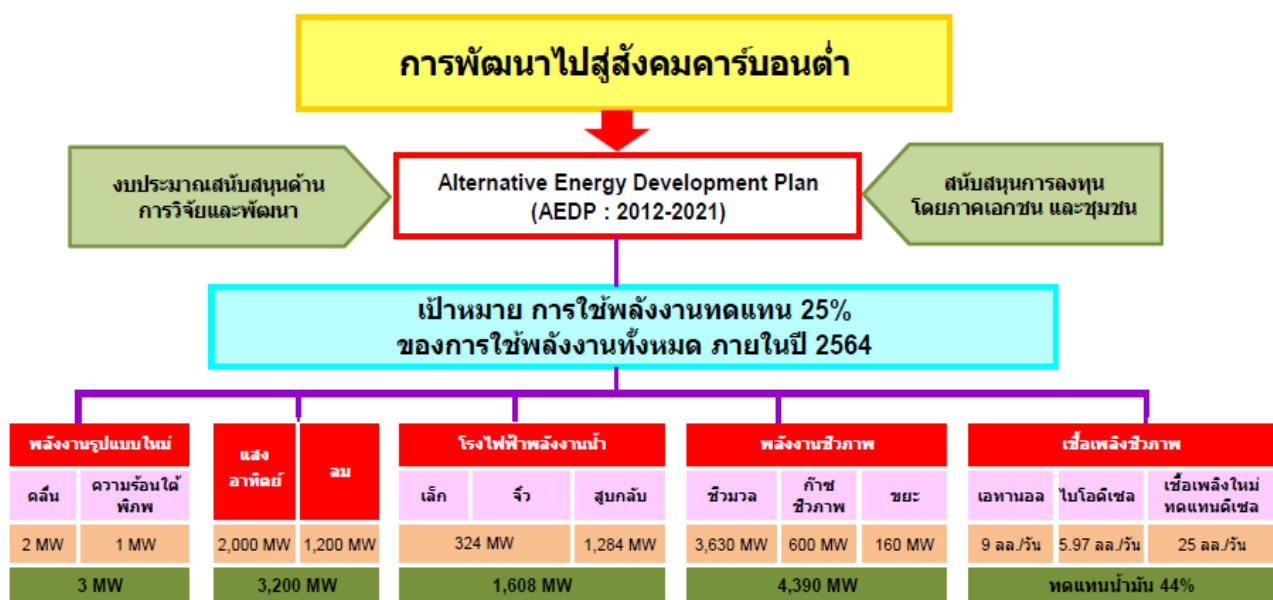 การพัฒนาไปสู่สังคมคาร์บอนต่ำ
งบประมาณสนับสนุนด้าน
การวิจัยและพัฒนา
Alternative Energy Development Plan
(AEDP : 2012-2021)
สนับสนุนการลงทุน
โดยภาคเอกชน และชุมชน
เป้าหมาย การใช้พลังงานทดแทน 25%
ของการใช้พลังงานทั้งหมด ภายในปี 2564
พลังงานรูปแบบใหม่
คลื่น
ความร้อนใต้
พิภพ
2 MW
1 MW
3 MW
แสง
อาทิตย์
ลม
2,000 MW
1,200 MW
3,200 MW
โรงไฟฟ้าพลังงานน้ำ
เล็ก
จิ๋ว
สูบกลับ
324 MW
1,284 MW
1,608 MW
พลังงานชีวภาพ
ชีวมวล
ก๊าซ
ชีวภาพ
ขยะ
3,630 MW
600 MW
160 MW
4,390 MW
เชื้อเพลิงชีวภาพ
เอทานอล
ไบโอดีเซล
เชื้อเพลิงใหม่
ทดแทนดีเซล
9 ลล./วัน
5.97 ลล./วัน
25 ลล./วัน
ทดแทนน้ำมัน 44%